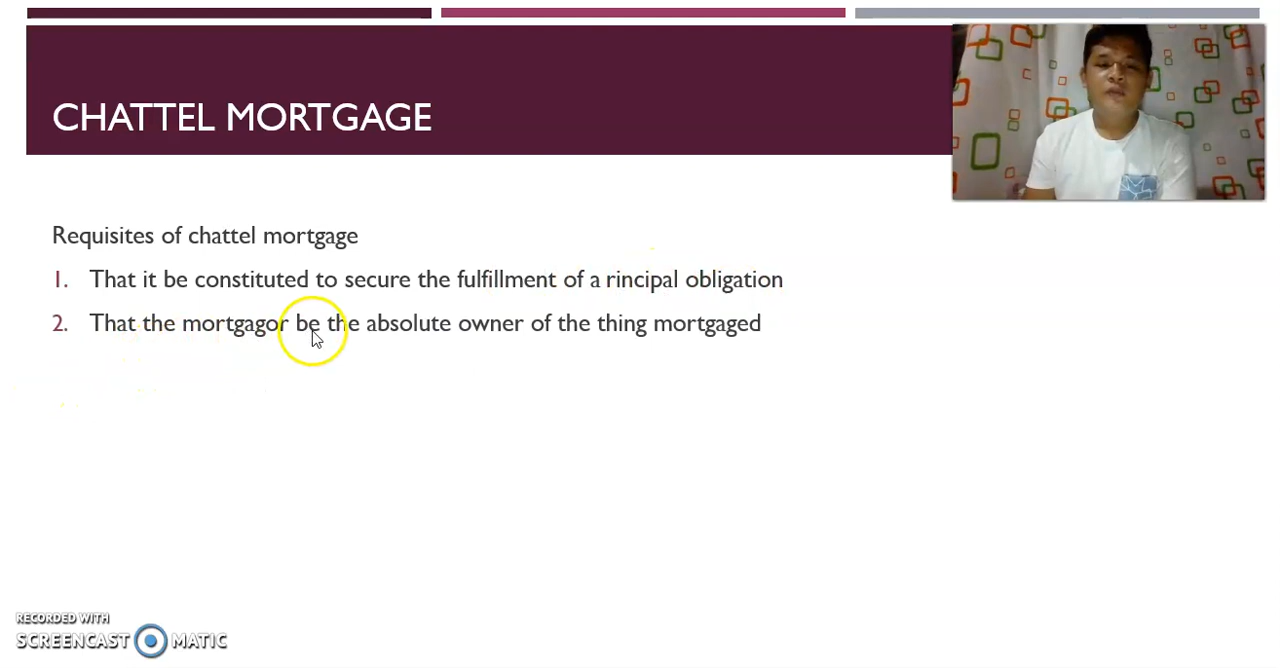 CHATTEL MORTGAGE
Requisites of chattel mortgage
1. That it be constituted to secure the fulfillment of a rincipal obligation
2. That the mortgagor be the absolute owner of the thing mortgaged
RECORDED WITH
SCREENCAST MATIC